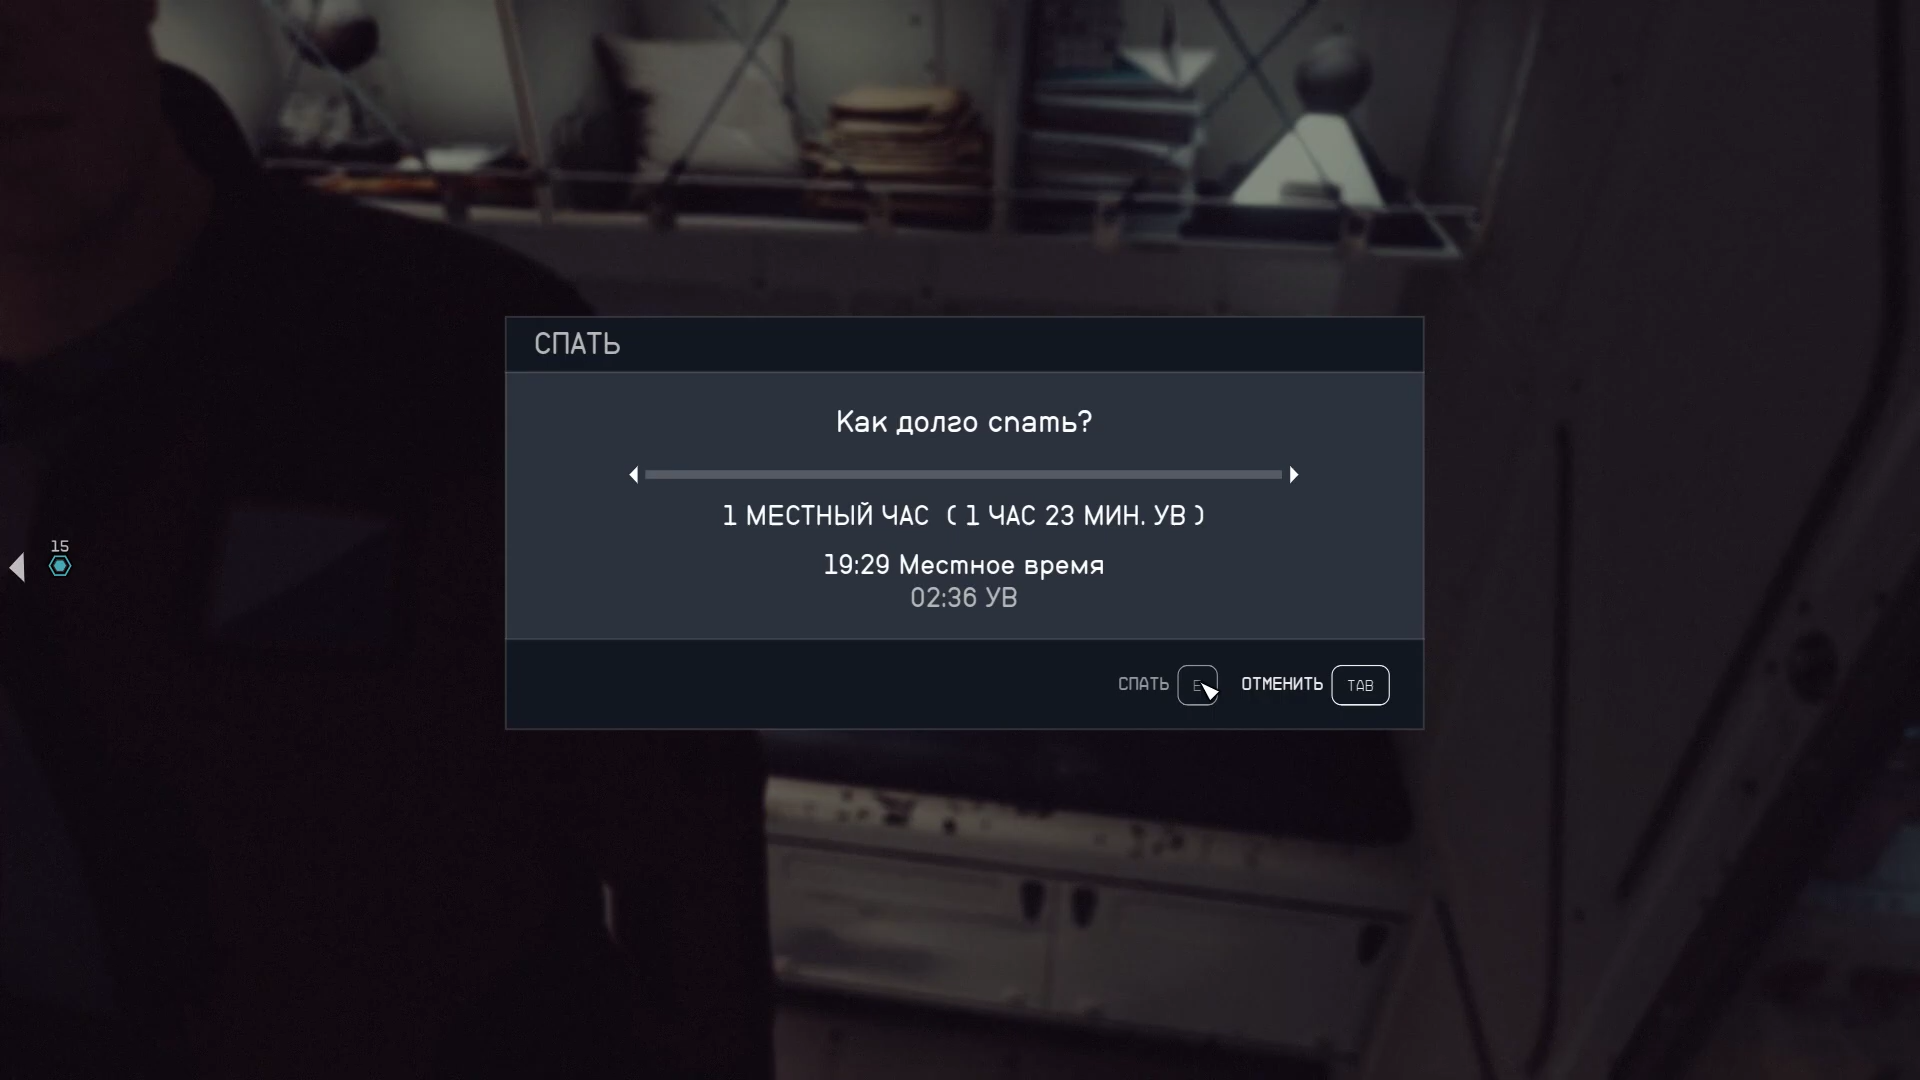 СПАТЬ
Как долго спать?
1 МЕСТНЫЙ ЧАС ( 1 ЧАС 23 МИН. УВ )
15
19:29 Местное время
02:36 УВ
СПАТЬ E ОТМЕНИТЬ TAB